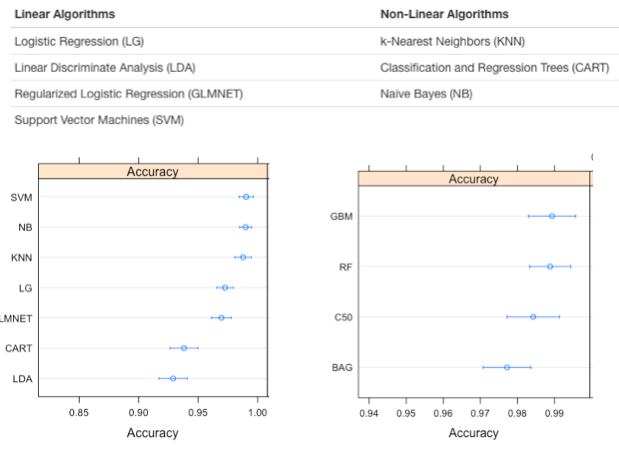 Linear Algorithms Non-Linear Algorithms
Logistic Regression (LG) k-Nearest Neighbors (KNN)
Linear Discriminate Analysis (LDA) Classification and Regression Trees (CART)
Regularized Logistic Regression (GLMNET) Naive Bayes (NB)
Support Vector Machines (SVM)
Accuracy
SVM
NB
KNN
LG
LMNET
CART
LDA
0.85 0.90 0.95 1.00
Accuracy
Accuracy
GBM
RF
C50
BAG
0.94 0.95 0.96 0.97 0.98 0.99
Accuracy